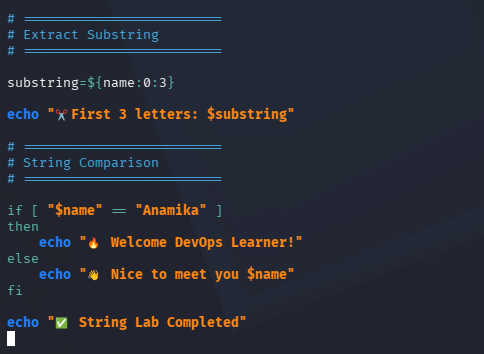 # =========================
# Extract Substring
# =========================
substring=${name:0:3}
echo "✂️First 3 letters: $substring"
# =========================
# String Comparison
# =========================
if [ "$name" == "Anamika" ]
then
    echo "🔥 Welcome DevOps Learner!"
else
    echo "👋 Nice to meet you $name"
fi
echo "✅ String Lab Completed"